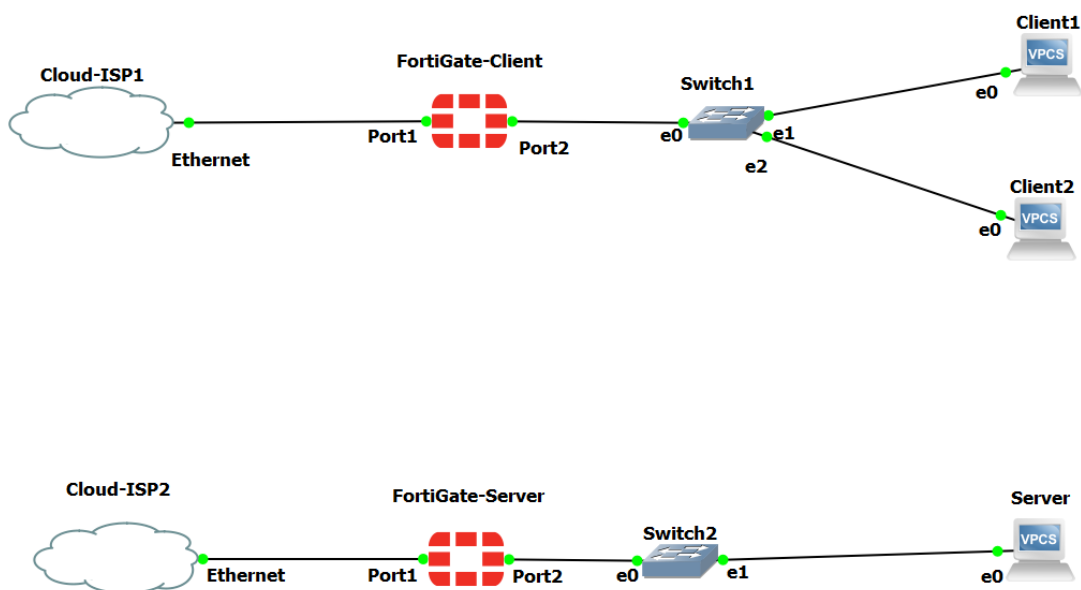 Cloud-ISP1
Ethernet
FortiGate-Client
Port1
Port2
Switch1
e0
e1
e2
Client1
VPCS
e0
Client2
VPCS
e0
Cloud-ISP2
Ethernet
FortiGate-Server
Port1
Port2
Switch2
e0
e1
Server
VPCS
e0